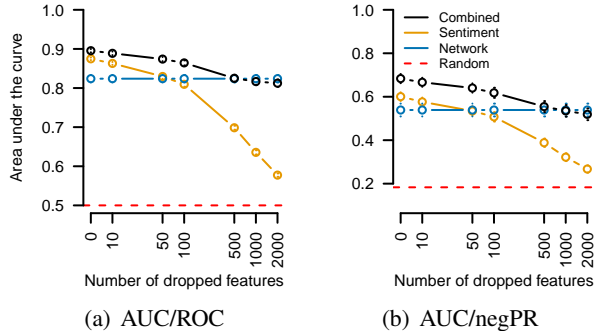 Area under the curve
1.0
0.9
0.8
0.7
0.6
0.5
0
10
50
100
500
1000
2000
Number of dropped features
(a) AUC/ROC
Combined
Sentiment
Network
Random
1.0
0.8
0.6
0.4
0.2
0
10
50
100
500
1000
2000
Number of dropped features
(b) AUC/negPR